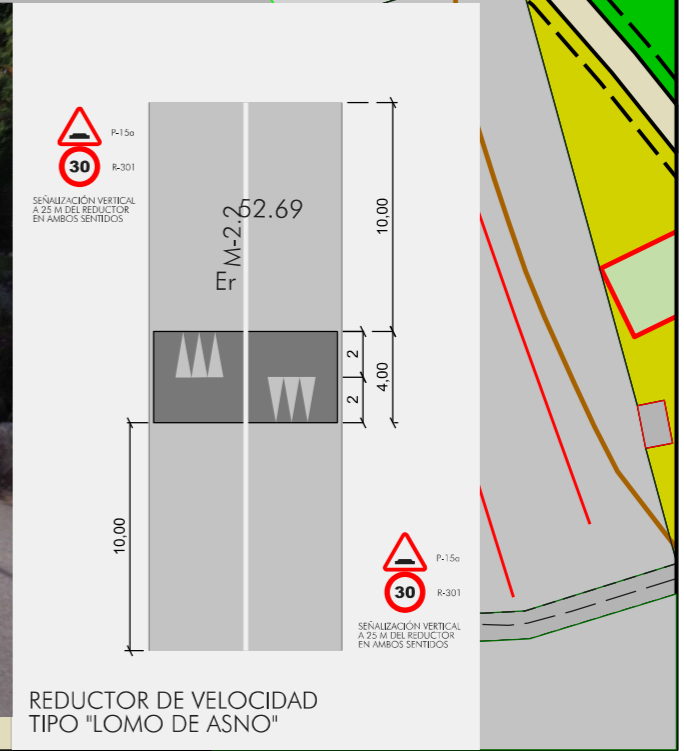 P-15a
30
R-301
SEÑALIZACIÓN VERTICAL
A 25 M DEL REDUCTOR
EN AMBOS SENTIDOS
M-2.2
52.69
Er
10,00
2
2
4,00
10,00
P-15a
30
R-301
SEÑALIZACIÓN VERTICAL
A 25 M DEL REDUCTOR
EN AMBOS SENTIDOS
REDUCTOR DE VELOCIDAD
TIPO "LOMO DE ASNO"